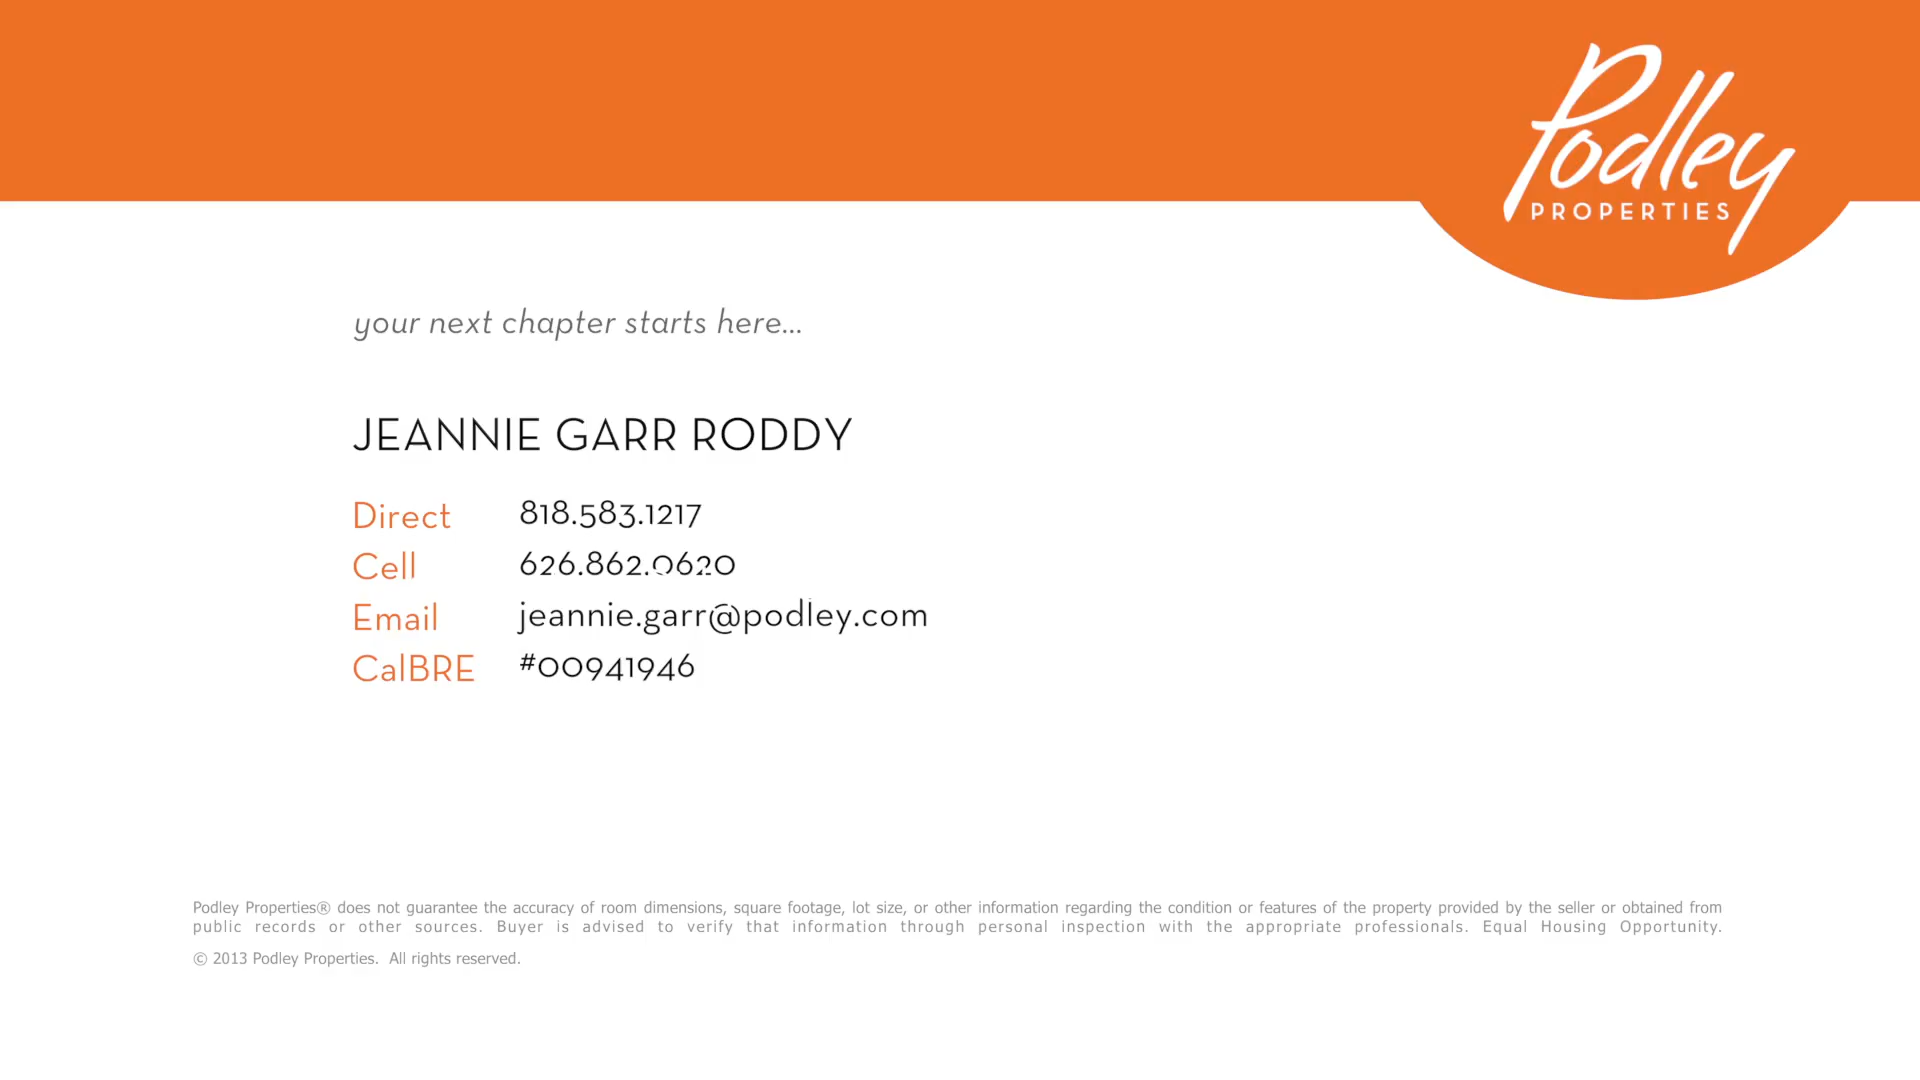 Podley
PROPERTIES
your next chapter starts here...
JEANNIE GARR RODDY
Direct 818.583.1217
Cell 626.862.0620
Email jeannie.garr@podley.com
CalBRE #00941946
Podley Properties® does not guarantee the accuracy of room dimensions, square footage, lot size, or other information regarding the condition or features of the property provided by the seller or obtained from
public records or other sources. Buyer is advised to verify that information through personal inspection with the appropriate professionals. Equal Housing Opportunity.
© 2013 Podley Properties. All rights reserved.